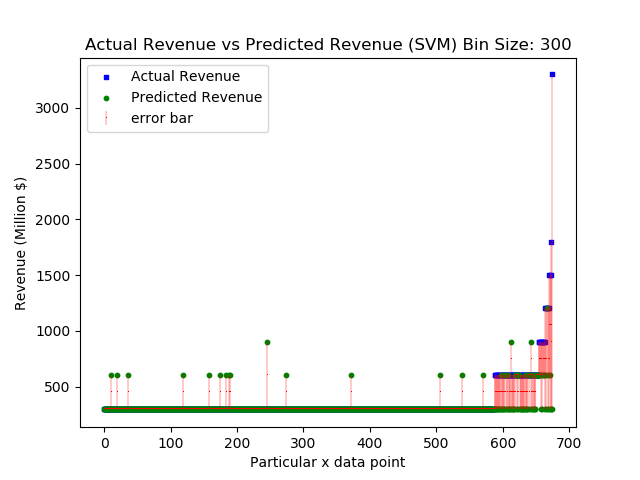 Actual Revenue vs Predicted Revenue (SVM) Bin Size: 300
Actual Revenue
Predicted Revenue
error bar
Revenue (Million $)
3000
2500
2000
1500
1000
500
0 100 200 300 400 500 600 700
Particular x data point